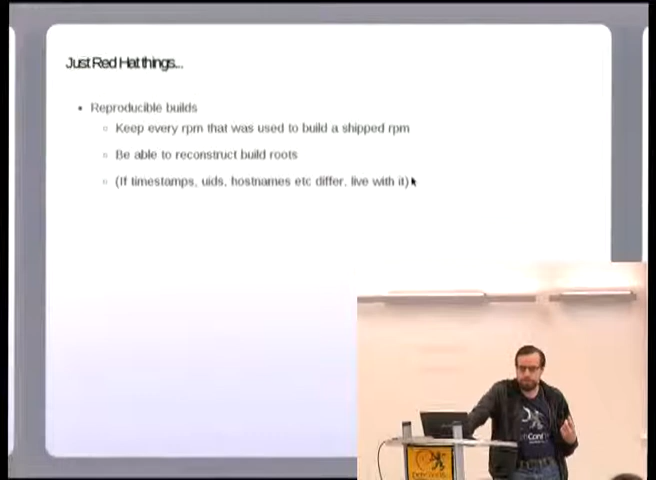 Just Red Hat things...
• Reproducible builds
Keep every rpm that was used to build a shipped rpm
Be able to reconstruct build roots
(If timestamps, uids, hostnames etc differ, live with it)